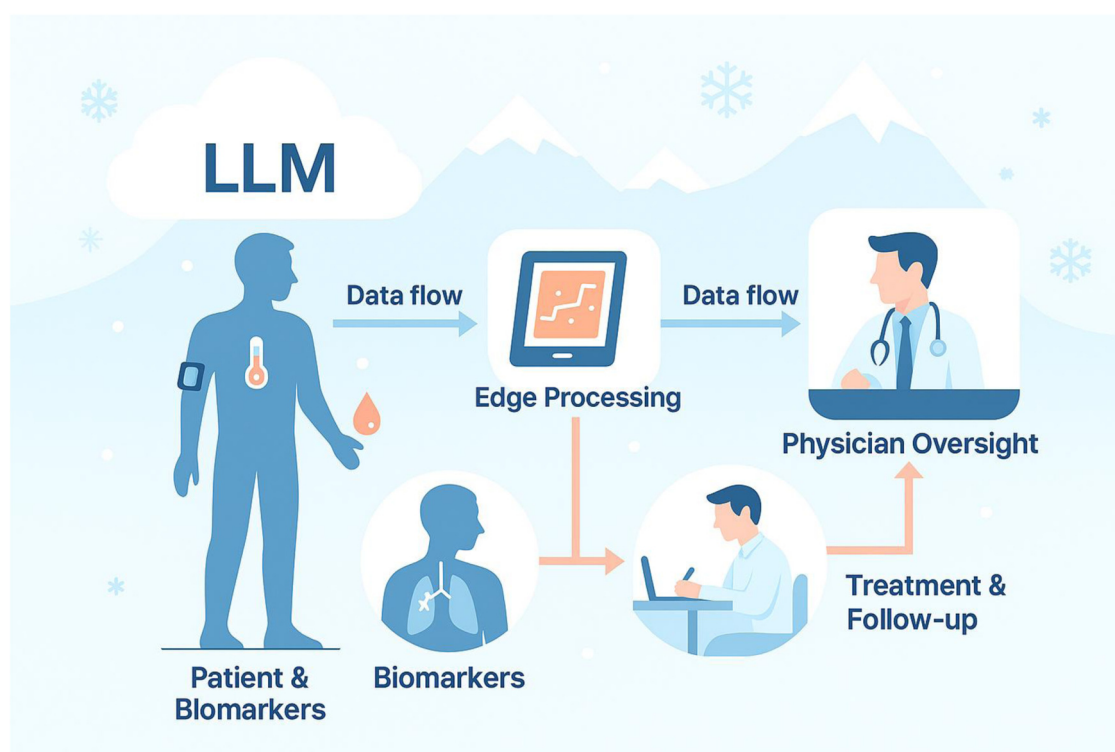 LLM
Data flow
Data flow
Edge Processing
Physician Oversight
Treatment &
Follow-up
Patient &
Blomarkers
Biomarkers